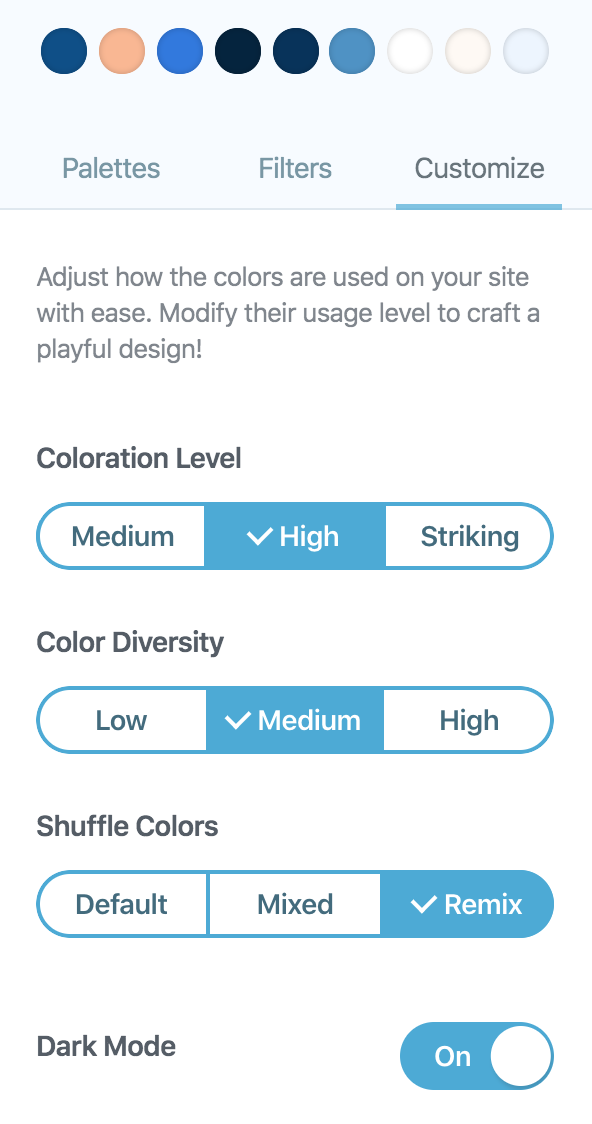 Palettes Filters Customize
Adjust how the colors are used on your site
with ease. Modify their usage level to craft a
playful design!
Coloration Level
Medium High Striking
Color Diversity
Low Medium High
Shuffle Colors
Default Mixed Remix
Dark Mode On